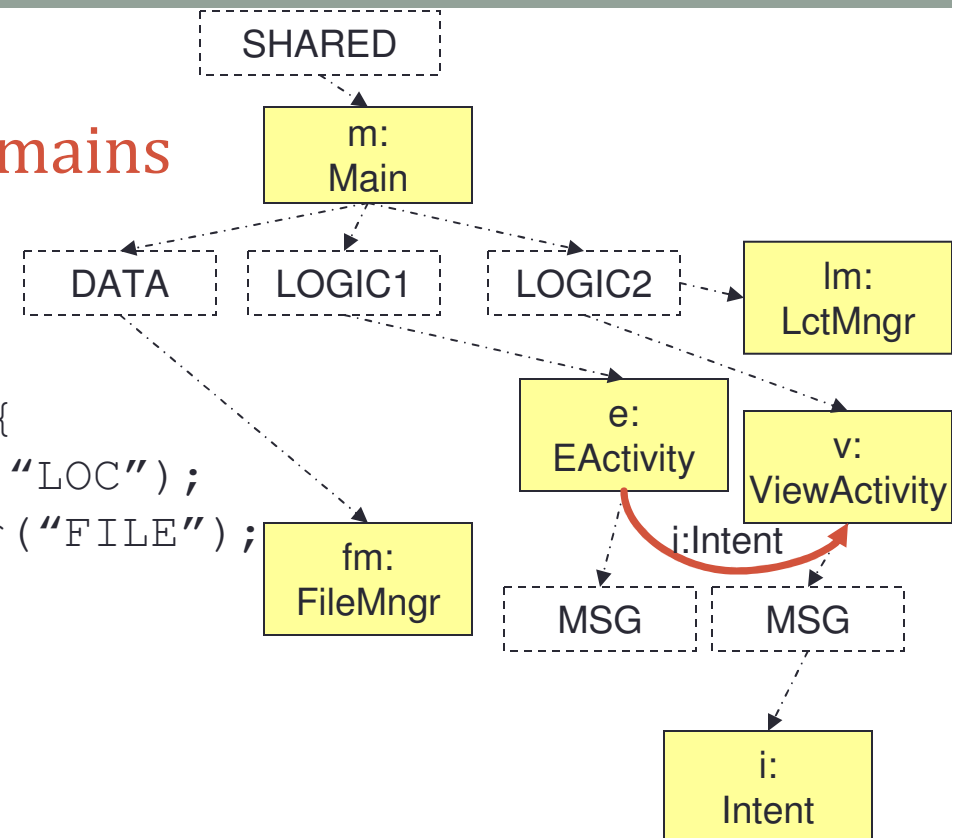 SHARED
mains
m:
Main
DATA
LOGIC1
LOGIC2
lm:
LctMngr
e:
EActivity
v:
ViewActivity
{
“LOC”);
(“FILE”);
i:Intent
fm:
FileMngr
MSG
MSG
i:
Intent